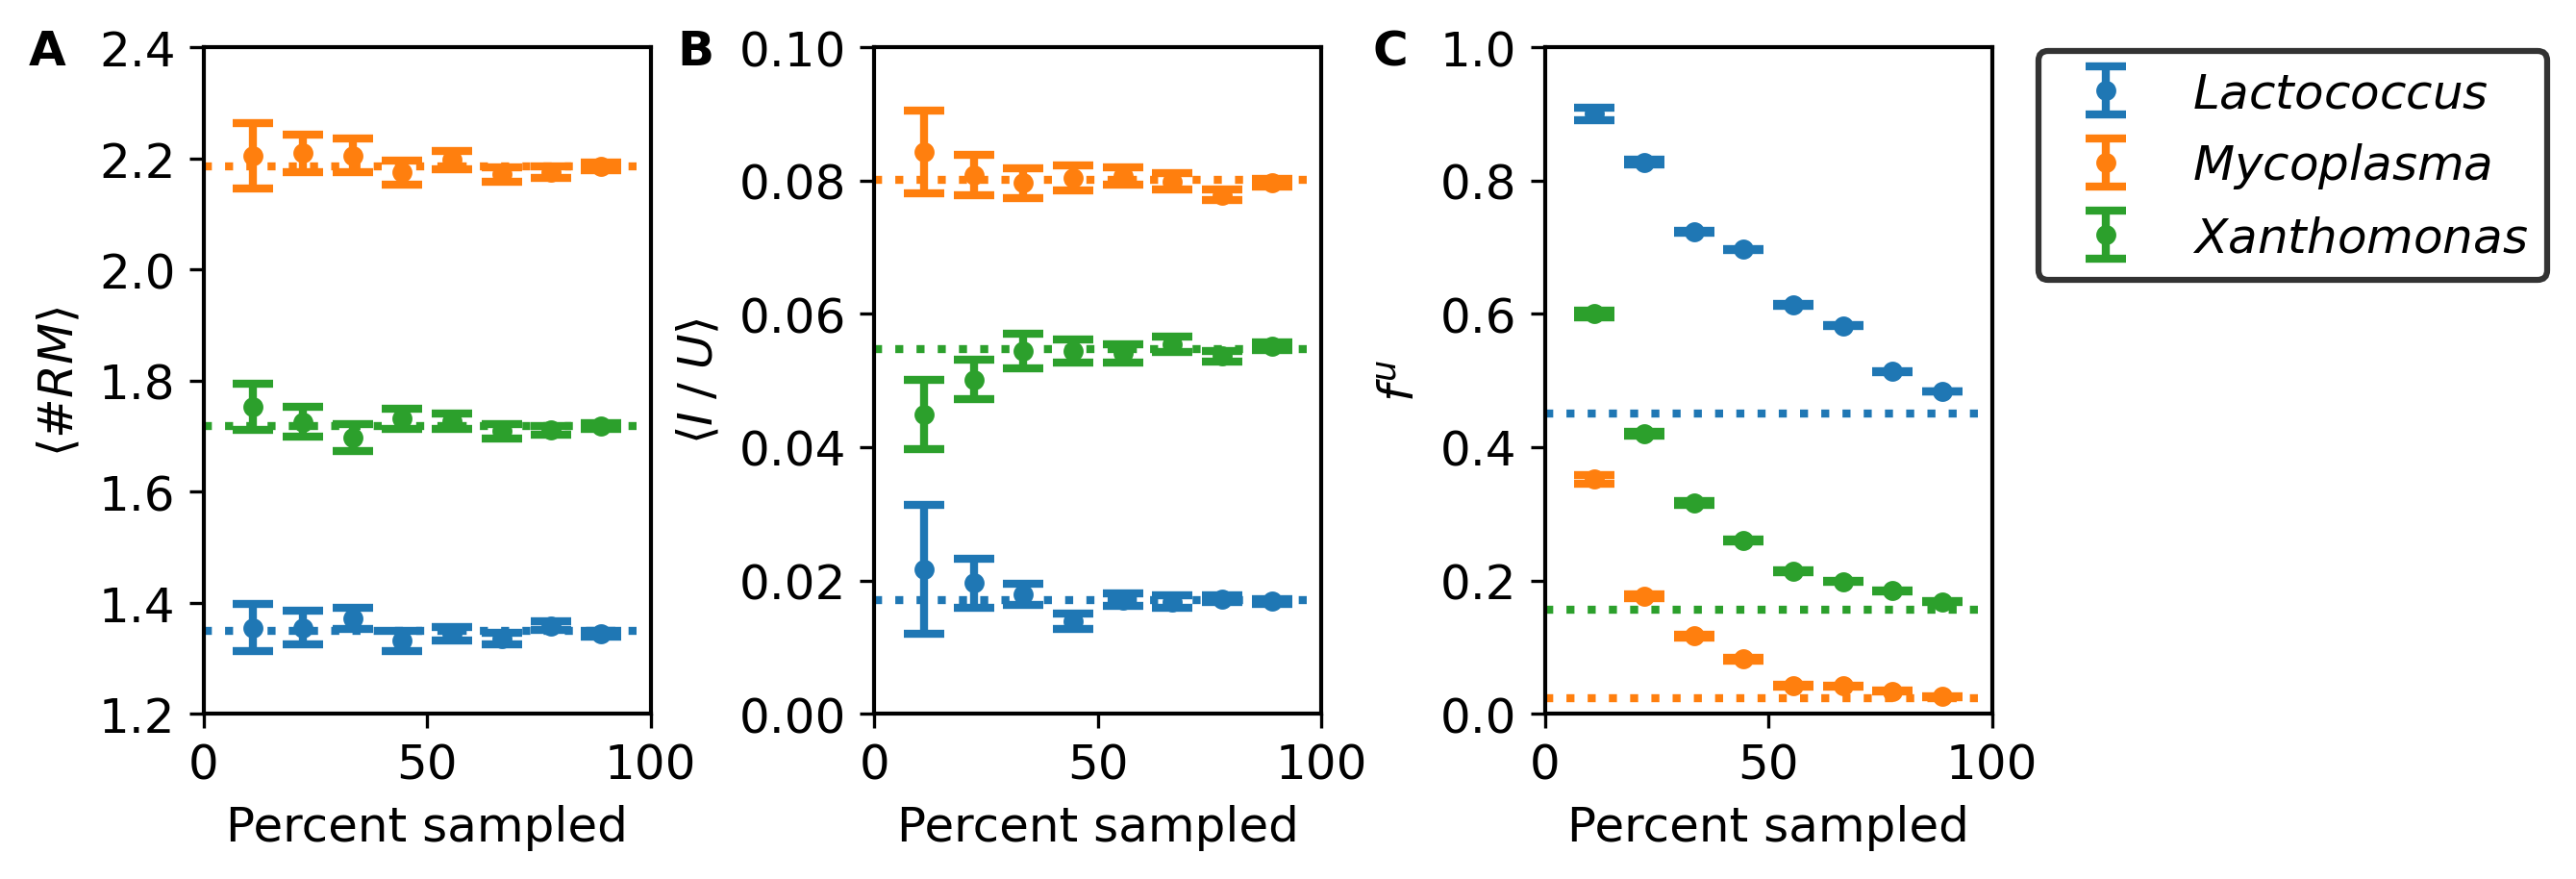 A
2.4
2.2
2.0
1.8
1.6
1.4
1.2
0 50 100
⟨#RM⟩
Percent sampled
B
0.10
0.08
0.06
0.04
0.02
0.00
0 50 100
⟨I / U⟩
Percent sampled
C
1.0
0.8
0.6
0.4
0.2
0.0
0 50 100
fᵘ
Percent sampled
Lactococcus
Mycoplasma
Xanthomonas